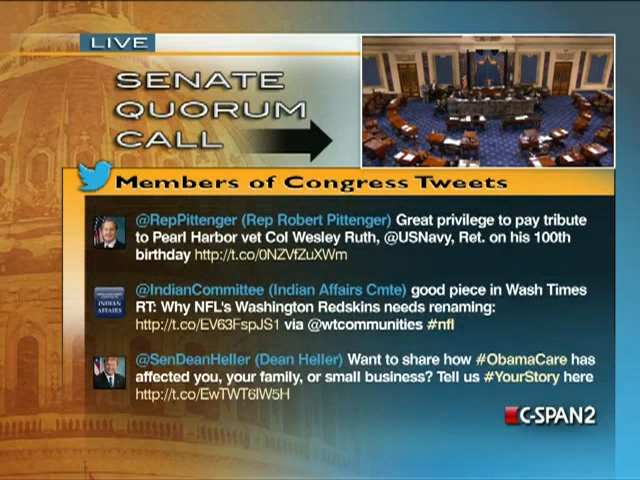 LIVE
SENATE
QUORUM
CALL
Members of Congress Tweets
@RepPittenger (Rep Robert Pittenger) Great privilege to pay tribute
to Pearl Harbor vet Col Wesley Ruth, @USNavy, Ret. on his 100th
birthday http://t.co/0NZVfZuXWm
@IndianCommittee (Indian Affairs Cmte) good piece in Wash Times
RT: Why NFL's Washington Redskins needs renaming:
http://t.co/EV63FspJS1 via @wtcommunities #nfl
INDIAN
AFFAIRS
@SenDeanHeller (Dean Heller) Want to share how #ObamaCare has
affected you, your family, or small business? Tell us #YourStory here
http://t.co/EwTWT6IW5H
C-SPAN2